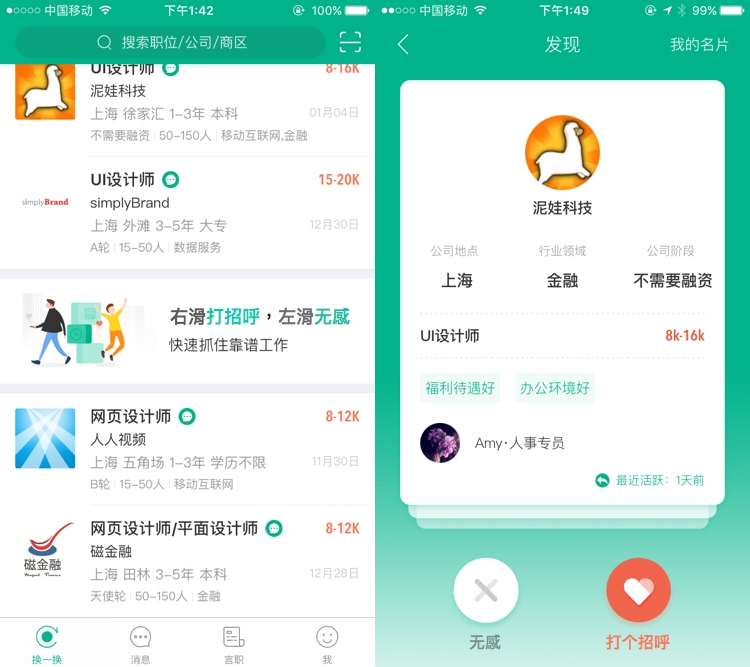 中国移动
下午1:42
100%
搜索职位/公司/商区
UI设计师
8-16K
泥娃科技
上海 徐家汇 1-3年 本科
01月04日
不需要融资 | 50-150人 | 移动互联网,金融
UI设计师
15-20K
simplyBrand
simplyBrand
上海 外滩 3-5年 大专
12月30日
A轮 | 15-50人 | 数据服务
右滑打招呼，左滑无感
快速抓住靠谱工作
网页设计师
8-12K
人人视频
上海 五角场 1-3年 学历不限
11月30日
B轮 | 15-50人 | 移动互联网
网页设计师/平面设计师
8-12K
磁金融
磁金融
上海 田林 3-5年 本科
12月28日
天使轮 | 50-150人 | 金融
换一换
消息
言职
我
中国移动
下午1:49
99%
发现
我的名片
泥娃科技
公司地点
行业领域
公司阶段
上海
金融
不需要融资
UI设计师
8k-16k
福利待遇好
办公环境好
Amy·人事专员
最近活跃：1天前
无感
打个招呼